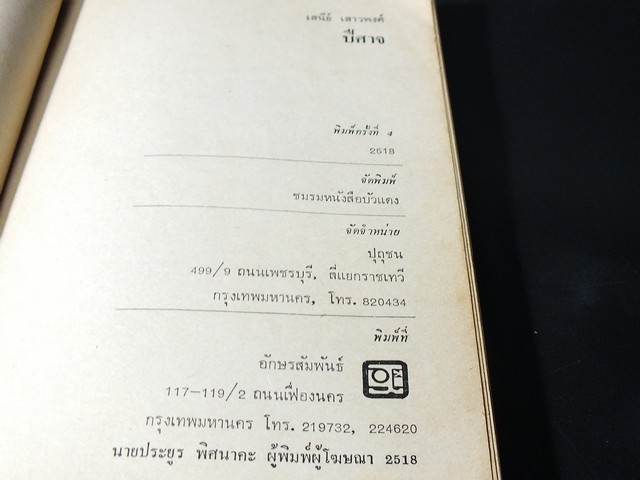 เสนีย์ เสาวพงศ์
ปีศาจ
พิมพ์ครั้งที่ 4
2518
จัดพิมพ์
ชมรมหนังสือบัวแดง
จัดจำหน่าย
ปุถุชน
499/9 ถนนเพชรบุรี. สี่แยกราชเทวี
กรุงเทพมหานคร, โทร. 820434
พิมพ์ที่
อักษรสัมพันธ์
117-119/2 ถนนเฟื่องนคร
กรุงเทพมหานคร โทร. 219732, 224620
นายประยูร พิศนาคะ ผู้พิมพ์ผู้โฆษณา 2518